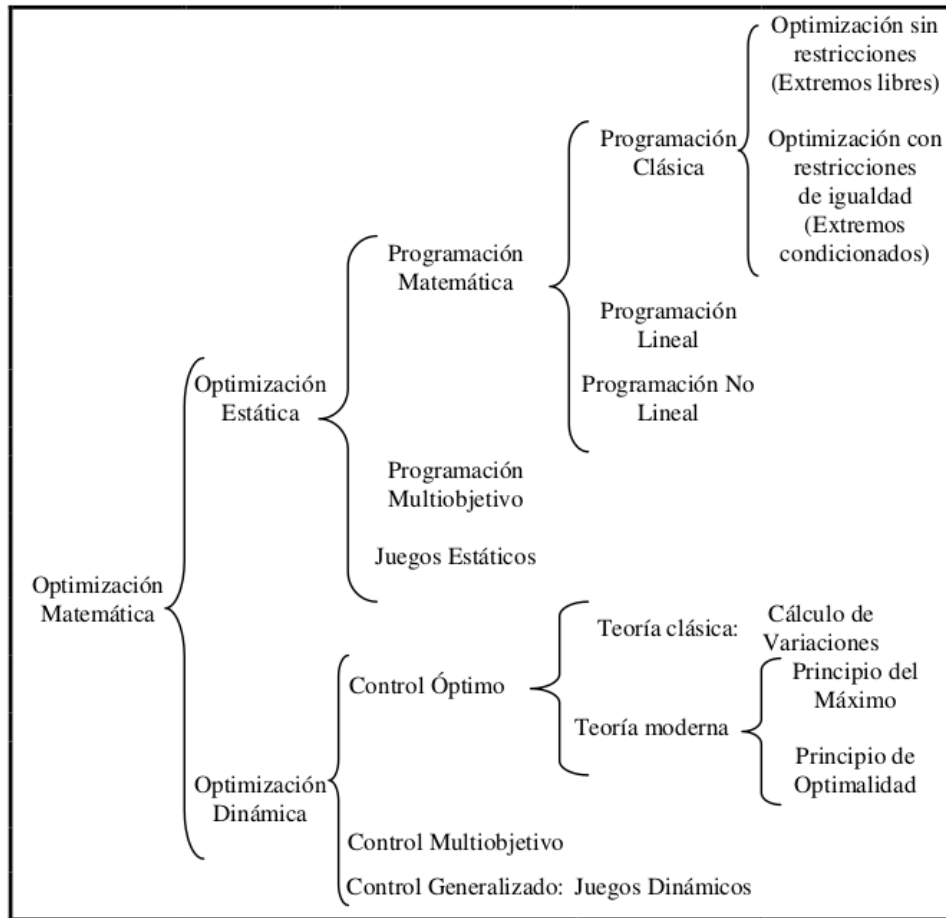 Optimización sin
restricciones
(Extremos libres)
Programación
Clásica
Optimización con
restricciones
de igualdad
(Extremos
condicionados)
Programación
Matemática
Programación
Lineal
Programación No
Lineal
Optimización
Estática
Programación
Multiobjetivo
Juegos Estáticos
Optimización
Matemática
Teoría clásica:
Cálculo de
Variaciones
Control Óptimo
Principio del
Máximo
Teoría moderna
Principio de
Optimalidad
Optimización
Dinámica
Control Multiobjetivo
Control Generalizado: Juegos Dinámicos